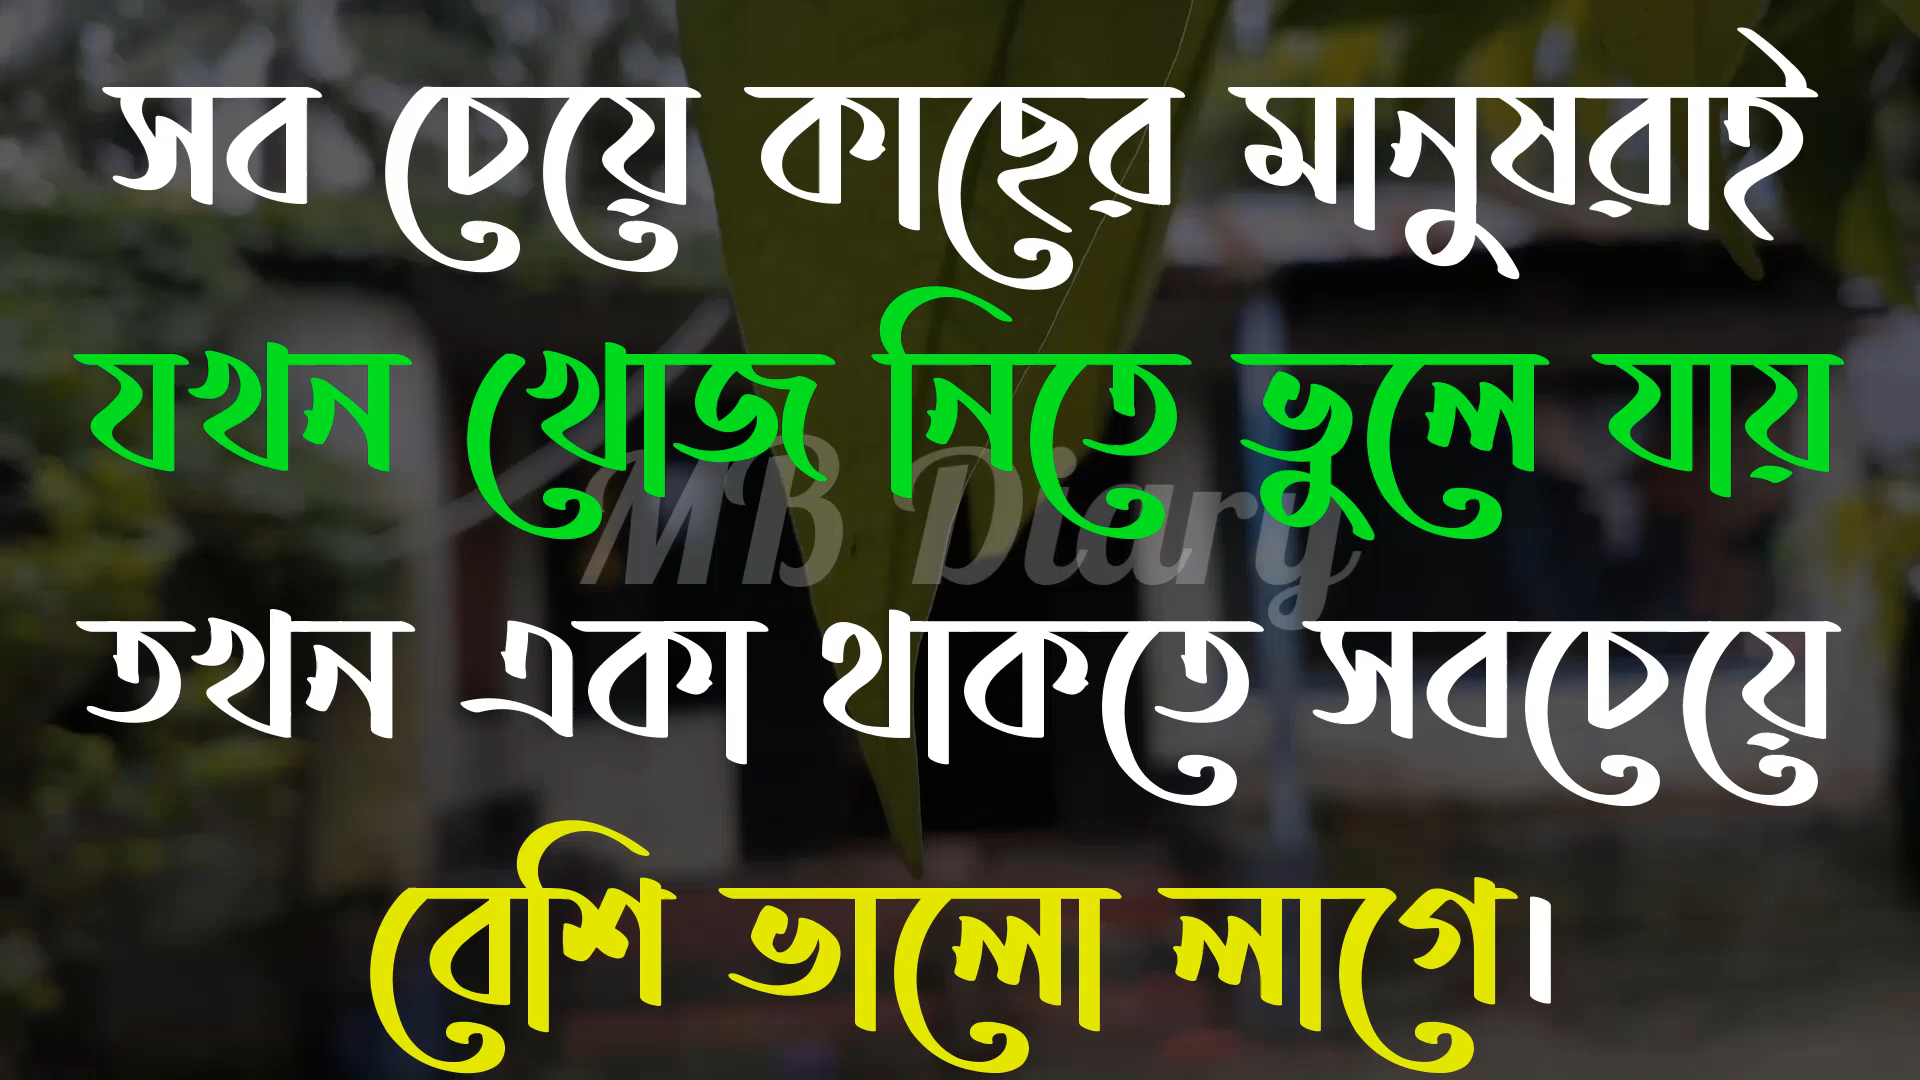 সব চেয়ে কাছের মানুষরাই
যখন খোজ নিতে ভুলে যায়
MB Diary
তখন একা থাকতে সবচেয়ে
বেশি ভালো লাগে।